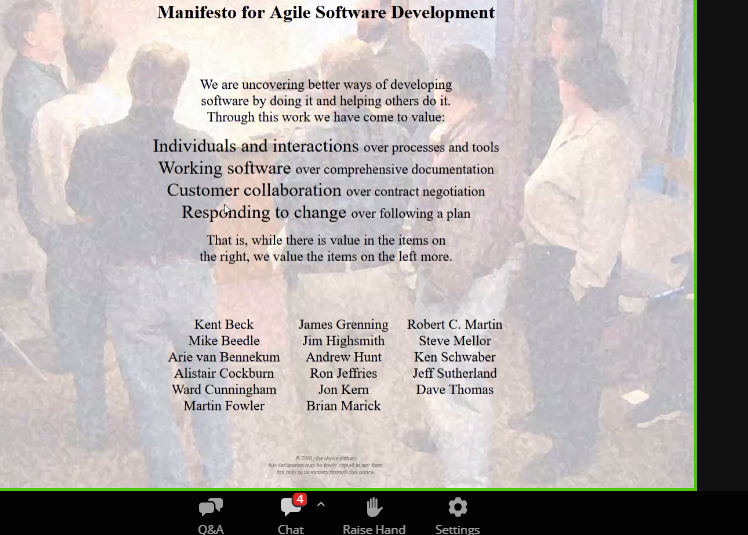 Manifesto for Agile Software Development
We are uncovering better ways of developing
software by doing it and helping others do it.
Through this work we have come to value:
Individuals and interactions over processes and tools
Working software over comprehensive documentation
Customer collaboration over contract negotiation
Responding to change over following a plan
That is, while there is value in the items on
the right, we value the items on the left more.
Kent Beck
Mike Beedle
Arie van Bennekum
Alistair Cockburn
Ward Cunningham
Martin Fowler
James Grenning
Jim Highsmith
Andrew Hunt
Ron Jeffries
Jon Kern
Brian Marick
Robert C. Martin
Steve Mellor
Ken Schwaber
Jeff Sutherland
Dave Thomas
© 2001, the above authors
this declaration may be freely copied in any form,
but only in its entirety through this notice.
4
Q&A
Chat
Raise Hand
Settings